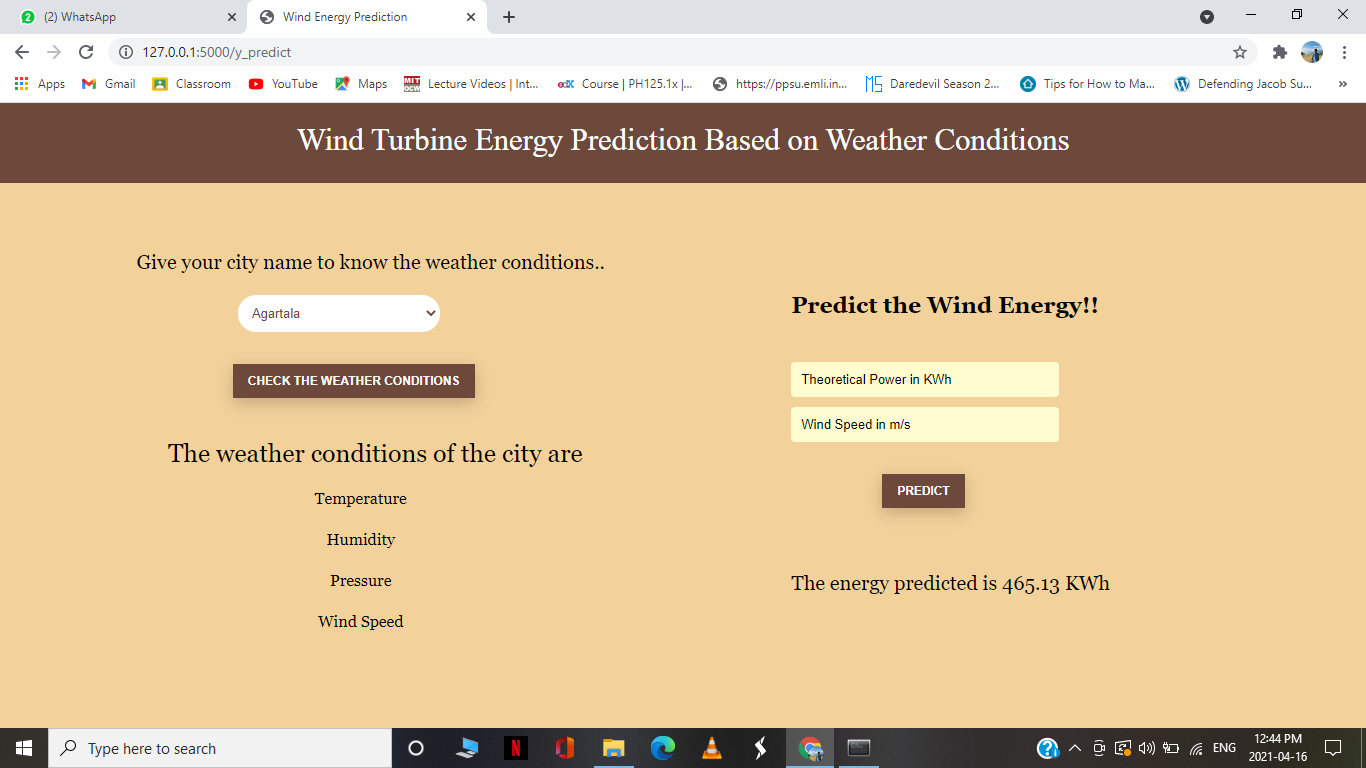 (2) WhatsApp
Wind Energy Prediction
127.0.0.1:5000/y_predict
Apps
Gmail
Classroom
YouTube
Maps
MIT OCW
Lecture Videos | Int...
edX
Course | PH125.1x |...
https://ppsu.emli.in...
MS
Daredevil Season 2...
Tips for How to Ma...
Defending Jacob Su...
»
Wind Turbine Energy Prediction Based on Weather Conditions
Give your city name to know the weather conditions..
Agartala
CHECK THE WEATHER CONDITIONS
The weather conditions of the city are
Temperature
Humidity
Pressure
Wind Speed
Predict the Wind Energy!!
Theoretical Power in KWh
Wind Speed in m/s
PREDICT
The energy predicted is 465.13 KWh
Type here to search
N
ENG
12:44 PM
2021-04-16